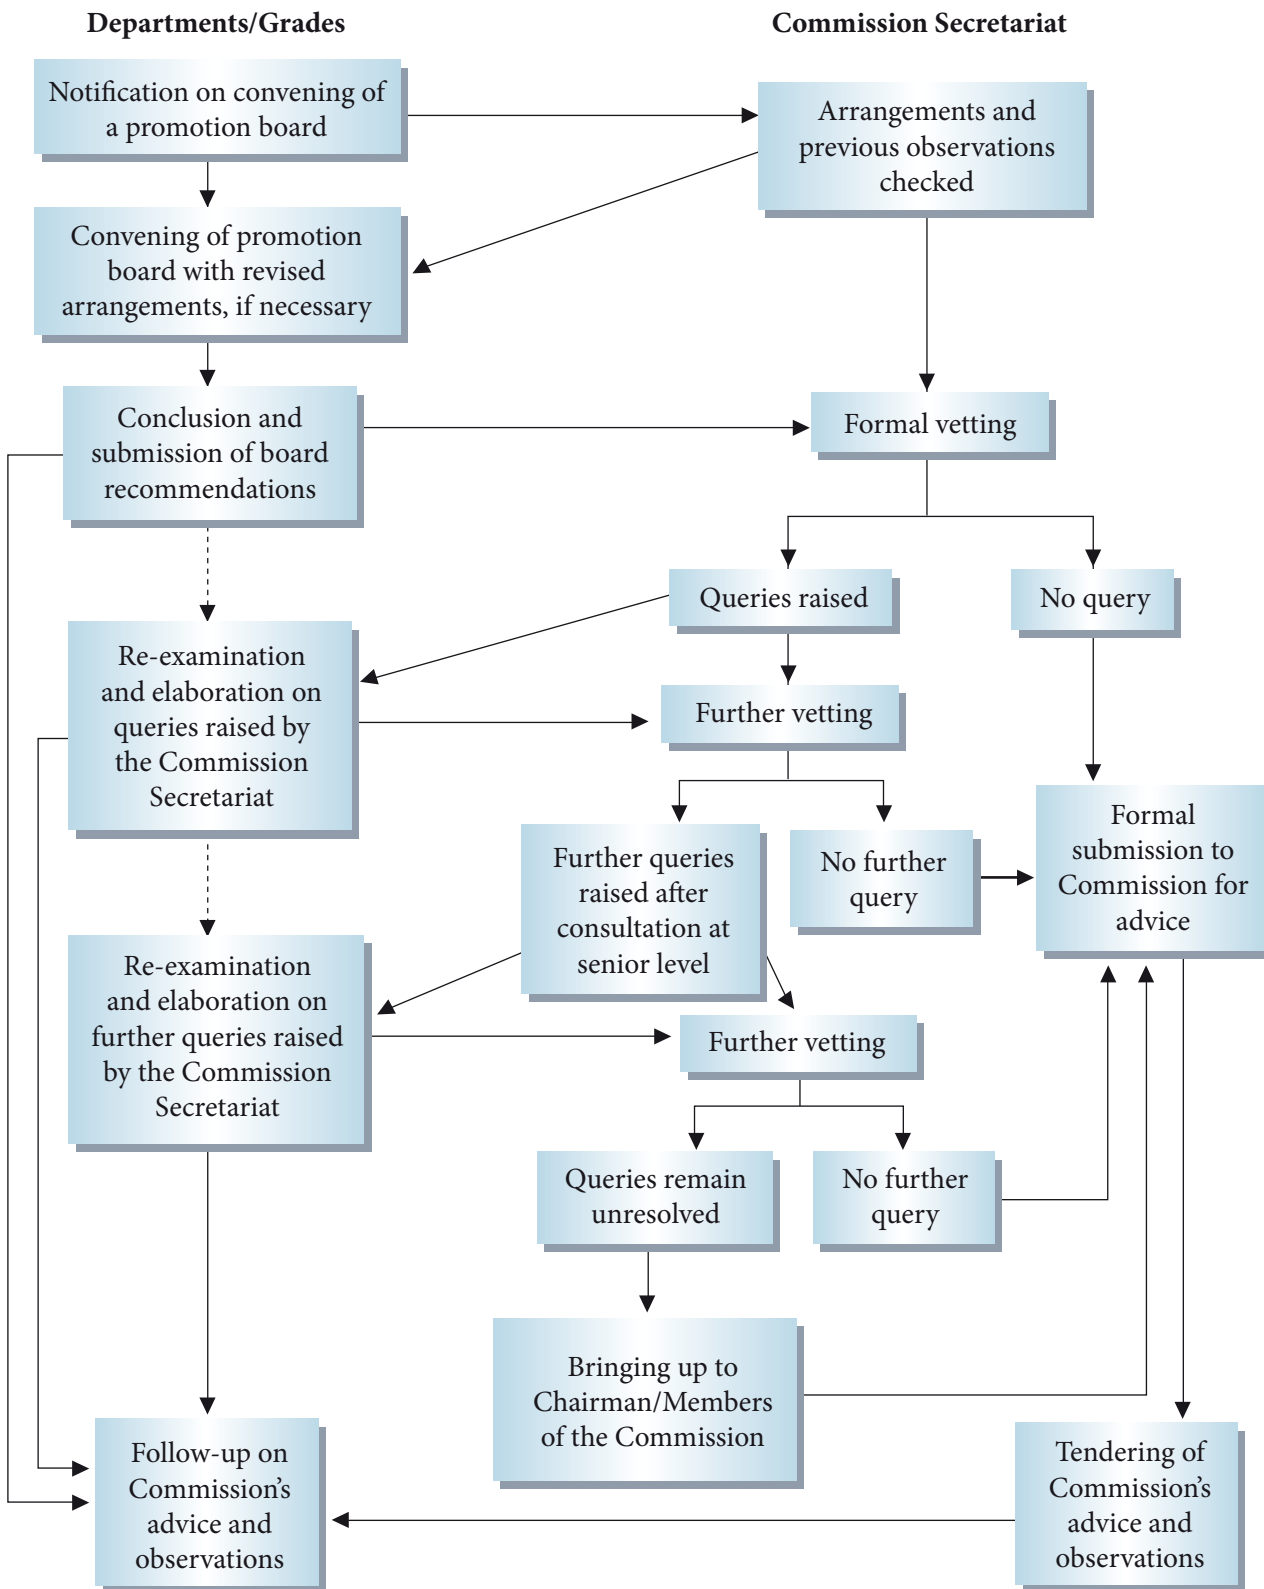 Departments/Grades
Commission Secretariat
Notification on convening of
a promotion board
Arrangements and
previous observations
checked
Convening of promotion
board with revised
arrangements, if necessary
Conclusion and
submission of board
recommendations
Formal vetting
Queries raised
No query
Re-examination
and elaboration on
queries raised by
the Commission
Secretariat
Further vetting
Further queries
raised after
consultation at
senior level
No further
query
Formal
submission to
Commission for
advice
Re-examination
and elaboration on
further queries raised
by the Commission
Secretariat
Further vetting
Queries remain
unresolved
No further
query
Bringing up to
Chairman/Members
of the Commission
Follow-up on
Commission’s
advice and
observations
Tendering of
Commission’s
advice and
observations